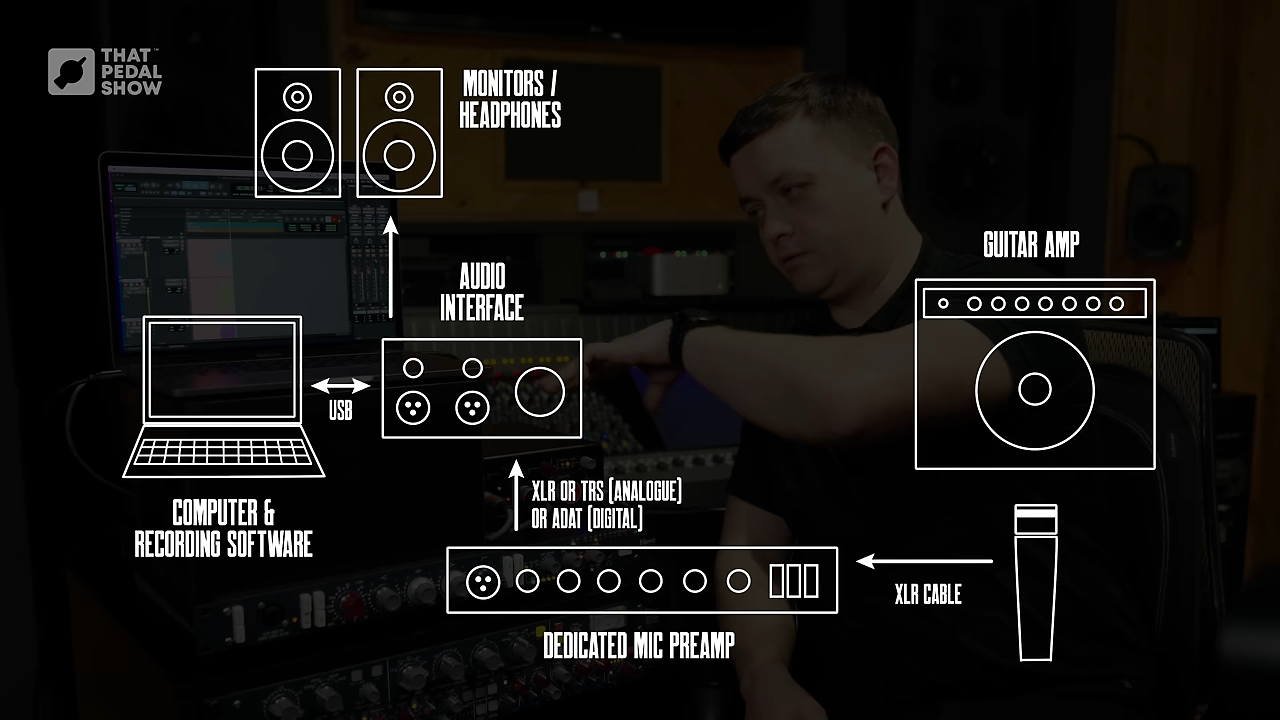 THAT™
PEDAL
SHOW
MONITORS /
HEADPHONES
GUITAR AMP
AUDIO
INTERFACE
USB
XLR OR TRS (ANALOGUE)
OR ADAT (DIGITAL)
COMPUTER &
RECORDING SOFTWARE
XLR CABLE
DEDICATED MIC PREAMP